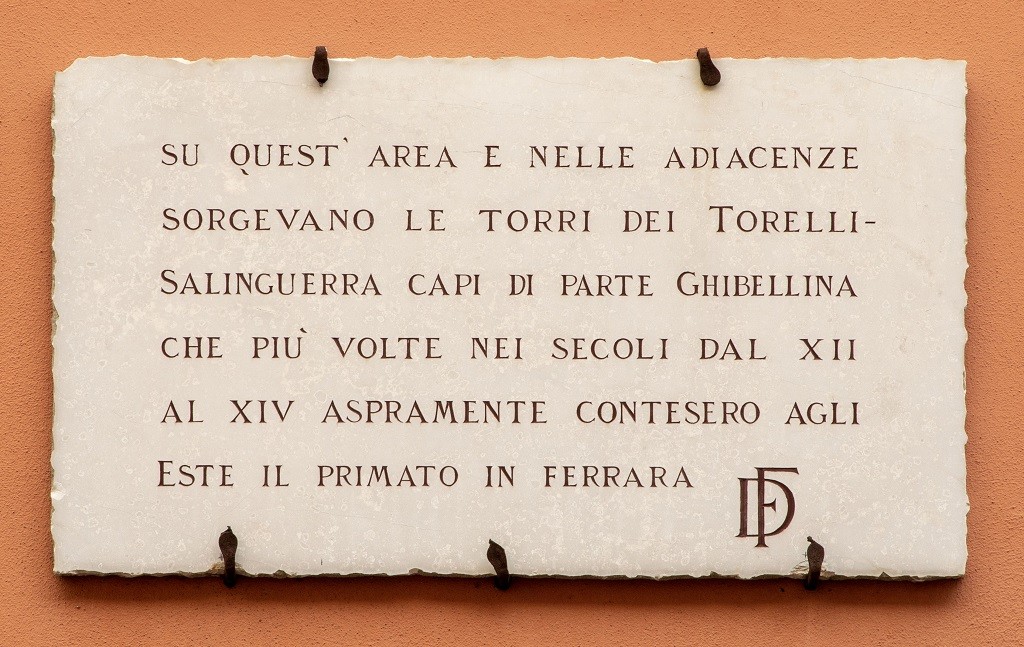 SU QUEST' AREA E NELLE ADIACENZE
SORGEVANO LE TORRI DEI TORELLI-
SALINGUERRA CAPI DI PARTE GHIBELLINA
CHE PIÙ VOLTE NEI SECOLI DAL XII
AL XIV ASPRAMENTE CONTESERO AGLI
ESTE IL PRIMATO IN FERRARA
DF